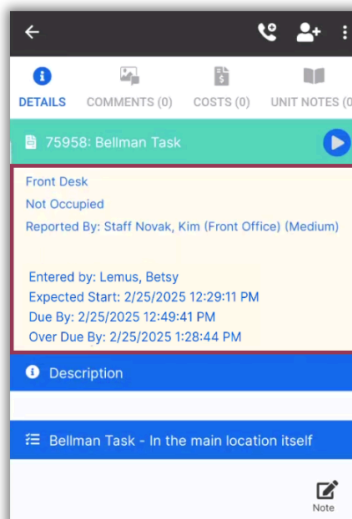 DETAILS
COMMENTS (0)
COSTS (0)
UNIT NOTES (0
75958: Bellman Task
Front Desk
Not Occupied
Reported By: Staff Novak, Kim (Front Office) (Medium)
Entered by: Lemus, Betsy
Expected Start: 2/25/2025 12:29:11 PM
Due By: 2/25/2025 12:49:41 PM
Over Due By: 2/25/2025 1:28:44 PM
Description
Bellman Task - In the main location itself
Note